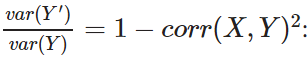 var(Y′)/var(Y) = 1 − corr(X, Y)²: